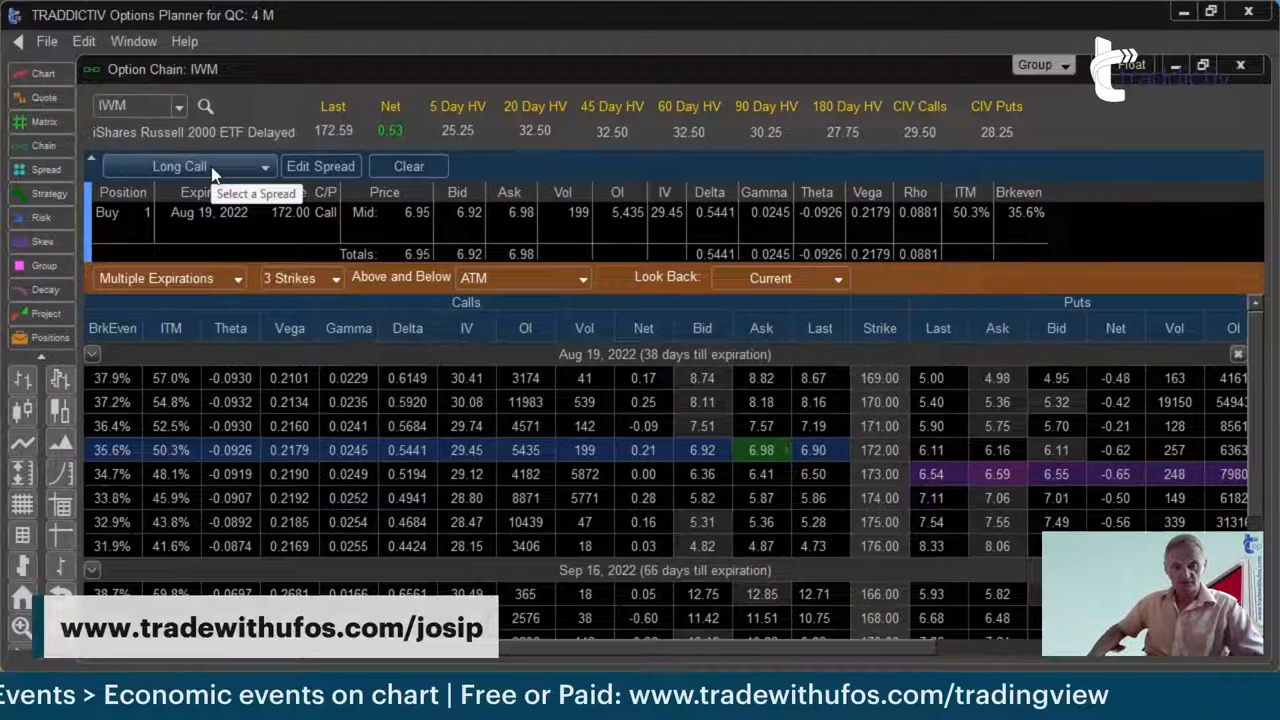 TRADDICTIV Options Planner for QC: 4 M
File Edit Window Help
Option Chain: IWM
Group
Float
traddictiv
Chart
Quote
Matrix
Chain
Spread
Strategy
Risk
Skew
Group
Decay
Project
Positions
IWM
Last Net 5 Day HV 20 Day HV 45 Day HV 60 Day HV 90 Day HV 180 Day HV CIV Calls CIV Puts
iShares Russell 2000 ETF Delayed 172.59 0.53 25.25 32.50 32.50 32.50 30.25 27.75 29.50 28.25
Long Call Edit Spread Clear
Select a Spread
Position Expir e C/P Price Bid Ask Vol OI IV Delta Gamma Theta Vega Rho ITM Brkeven
Buy 1 Aug 19, 2022 172.00 Call Mid: 6.95 6.92 6.98 199 5,435 29.45 0.5441 0.0245 -0.0926 0.2179 0.0881 50.3% 35.6%
Totals: 6.95 6.92 6.98 0.5441 0.0245 -0.0926 0.2179 0.0881
Multiple Expirations 3 Strikes Above and Below ATM Look Back: Current
Calls Puts
BrkEven ITM Theta Vega Gamma Delta IV OI Vol Net Bid Ask Last Strike Last Ask Bid Net Vol OI
Aug 19, 2022 (38 days till expiration)
37.9% 57.0% -0.0930 0.2101 0.0229 0.6149 30.41 3174 41 0.17 8.74 8.82 8.67 169.00 5.00 4.98 4.95 -0.48 163 4161
37.2% 54.8% -0.0932 0.2134 0.0235 0.5920 30.08 11983 539 0.25 8.11 8.18 8.16 170.00 5.40 5.36 5.32 -0.42 19150 5494
36.4% 52.5% -0.0929 0.2160 0.0241 0.5684 29.74 4571 142 -0.09 7.51 7.57 7.19 171.00 5.90 5.75 5.70 -0.21 128 8561
35.6% 50.3% -0.0926 0.2179 0.0245 0.5441 29.45 5435 199 0.21 6.92 6.98 6.90 172.00 6.11 6.16 6.11 -0.62 257 6363
34.7% 48.1% -0.0919 0.2190 0.0249 0.5194 29.12 4182 5872 0.00 6.36 6.41 6.50 173.00 6.54 6.59 6.55 -0.65 248 7980
33.8% 45.9% -0.0907 0.2192 0.0252 0.4941 28.80 8871 5771 0.28 5.82 5.87 5.86 174.00 7.11 7.06 7.01 -0.50 149 6182
32.9% 43.8% -0.0892 0.2185 0.0254 0.4684 28.47 10439 47 0.16 5.31 5.36 5.28 175.00 7.54 7.55 7.49 -0.56 339 3131
31.9% 41.6% -0.0874 0.2169 0.0255 0.4424 28.15 3406 18 0.03 4.82 4.87 4.73 176.00 8.33 8.06
Sep 16, 2022 (66 days till expiration)
38.7% 59.8% -0.0697 0.2681 0.0166 0.6561 30.49 365 18 0.05 12.75 12.85 12.71 166.00 5.93 5.82
2576 38 -0.60 11.42 11.51 10.75 168.00 6.68 6.48
www.tradewithufos.com/josip
Events > Economic events on chart | Free or Paid: www.tradewithufos.com/tradingview